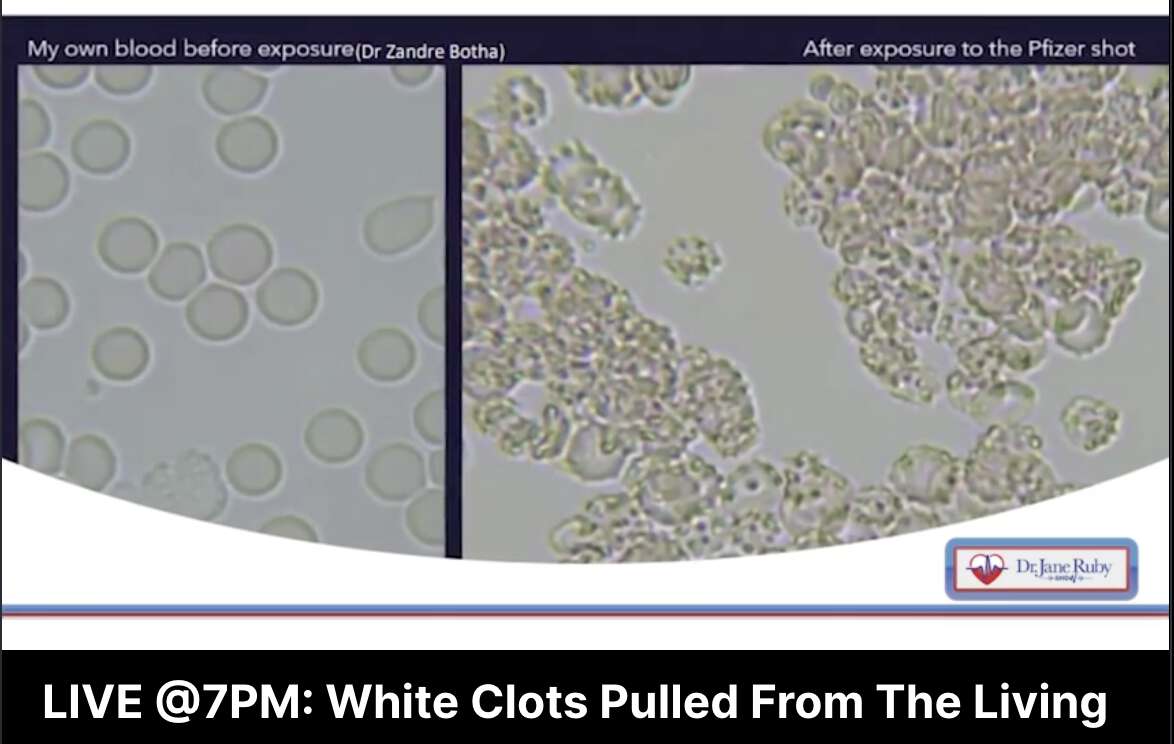 My own blood before exposure(Dr Zandre Botha)
After exposure to the Pfizer shot
Dr.Jane Ruby
SHOW
LIVE @7PM: White Clots Pulled From The Living